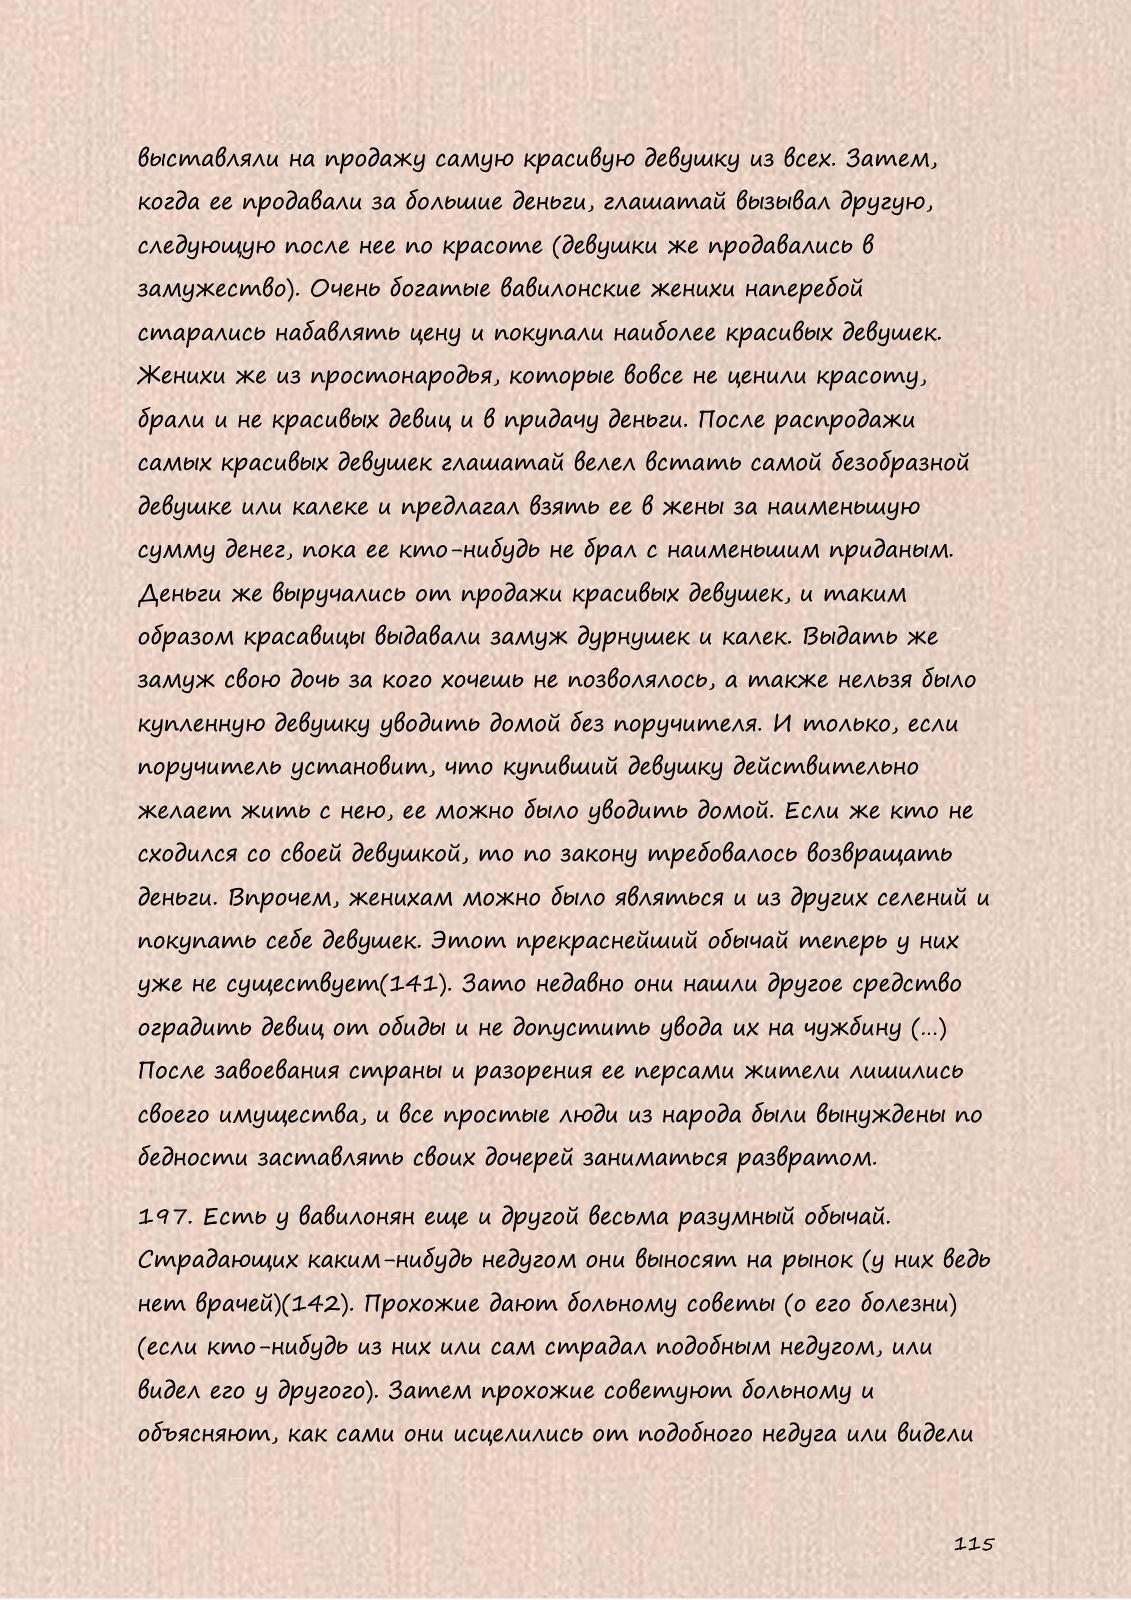 выставляли на продажу самую красивую девушку из всех. Затем,
когда ее продавали за большие деньги, глашатай вызывал другую,
следующую после нее по красоте (девушки же продавались в
замужество). Очень богатые вавилонские женихи наперебой
старались набавлять цену и покупали наиболее красивых девушек.
Женихи же из простонародья, которые вовсе не ценили красоту,
брали и не красивых девиц и в придачу деньги. После распродажи
самых красивых девушек глашатай велел встать самой безобразной
девушке или калеке и предлагал взять ее в жены за наименьшую
сумму денег, пока ее кто-нибудь не брал с наименьшим приданым.
Деньги же выручались от продажи красивых девушек, и таким
образом красавицы выдавали замуж дурнушек и калек. Выдать же
замуж свою дочь за кого хочешь не позволялось, а также нельзя было
купленную девушку уводить домой без поручителя. И только, если
поручитель установит, что купивший девушку действительно
желает жить с нею, ее можно было уводить домой. Если же кто не
сходился со своей девушкой, то по закону требовалось возвращать
деньги. Впрочем, женихам можно было являться и из других селений и
покупать себе девушек. Этот прекраснейший обычай теперь у них
уже не существует(141). Зато недавно они нашли другое средство
оградить девиц от обиды и не допустить увода их на чужбину (…)
После завоевания страны и разорения ее персами жители лишились
своего имущества, и все простые люди из народа были вынуждены по
бедности заставлять своих дочерей заниматься развратом.
197. Есть у вавилонян еще и другой весьма разумный обычай.
Страдающих каким-нибудь недугом они выносят на рынок (у них ведь
нет врачей)(142). Прохожие дают больному советы (о его болезни)
(если кто-нибудь из них или сам страдал подобным недугом, или
видел его у другого). Затем прохожие советуют больному и
объясняют, как сами они исцелились от подобного недуга или видели
115